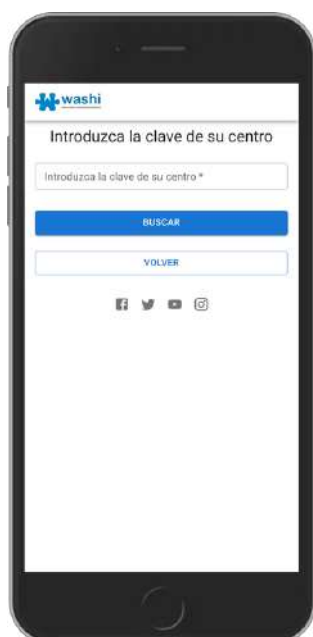 washi
Introduzca la clave de su centro
Introduzca la clave de su centro *
BUSCAR
VOLVER